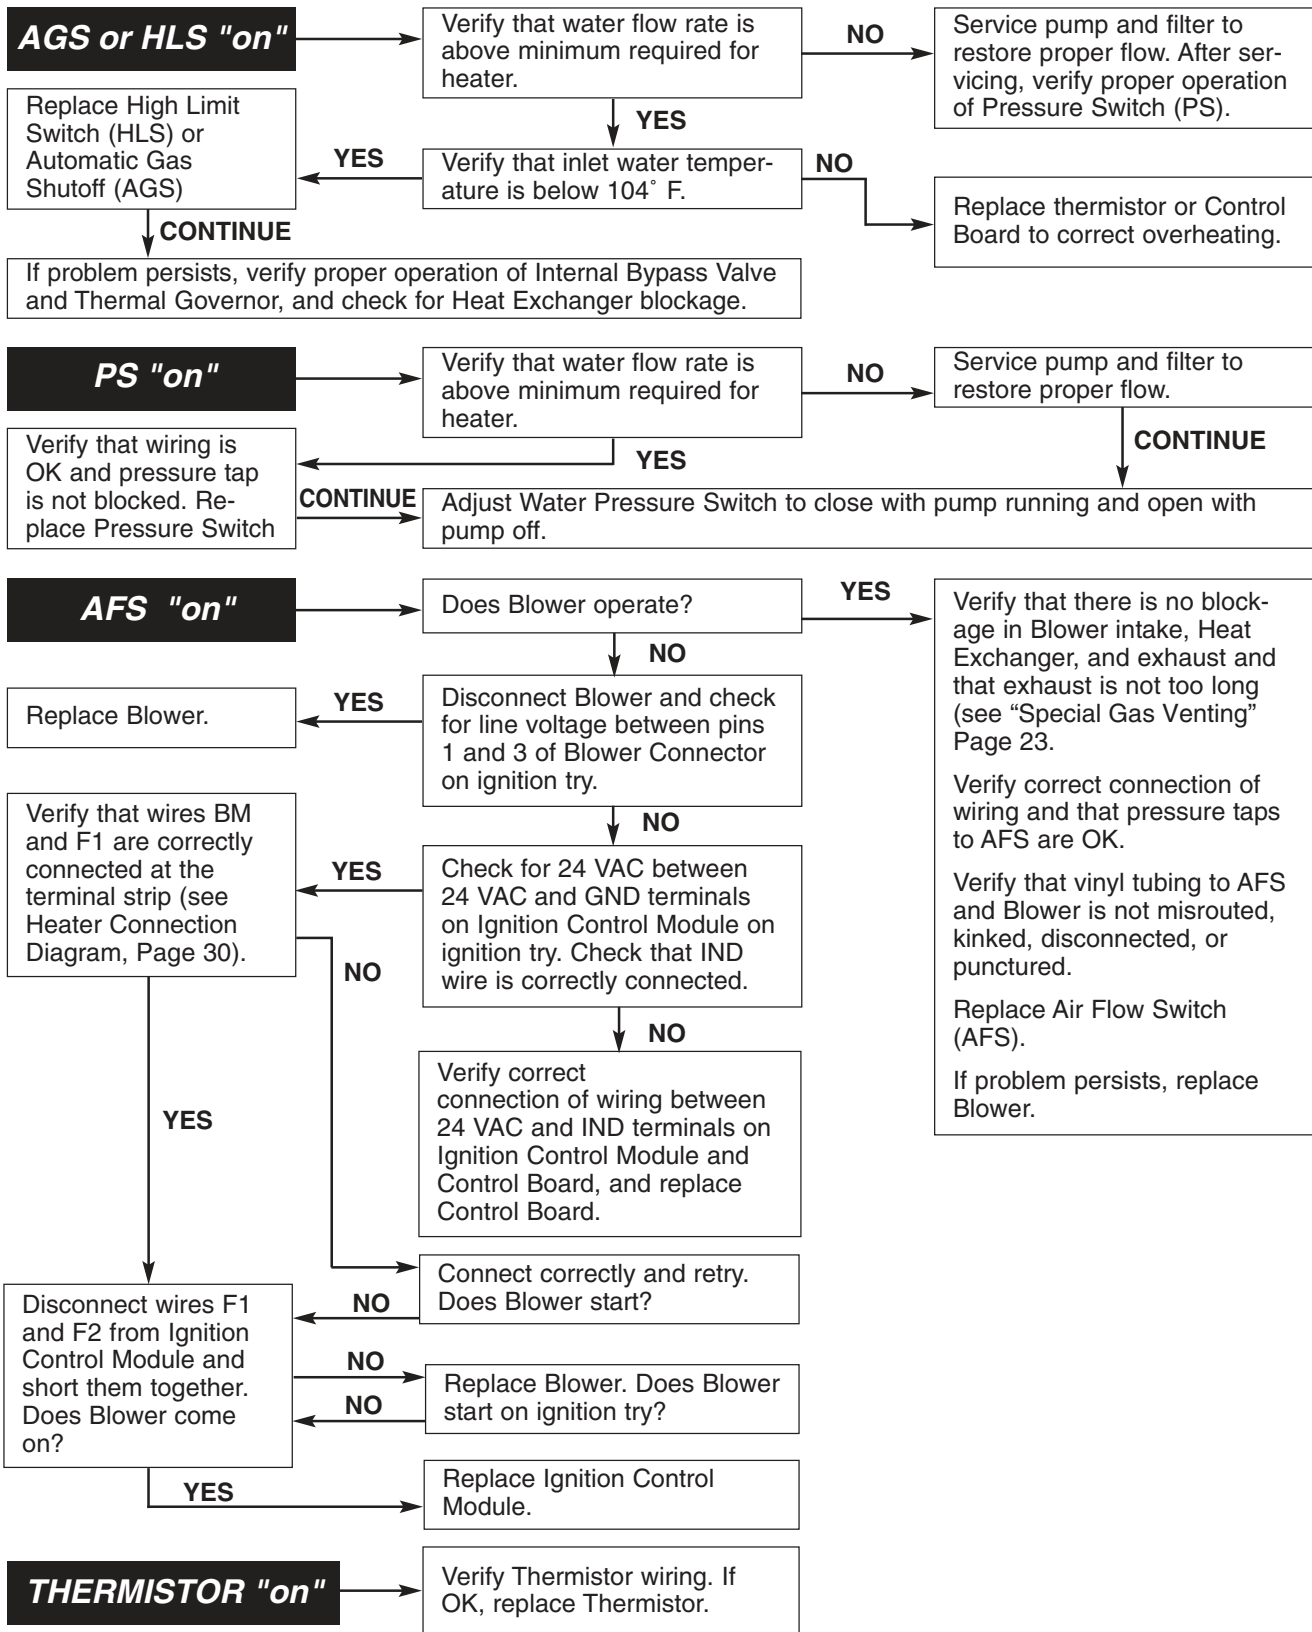 AGS or HLS "on"
Verify that water flow rate is
above minimum required for
heater.
NO
Service pump and filter to
restore proper flow. After ser-
vicing, verify proper operation
of Pressure Switch (PS).
YES
Verify that inlet water temper-
ature is below 104˚ F.
YES
Replace High Limit
Switch (HLS) or
Automatic Gas
Shutoff (AGS)
NO
Replace thermistor or Control
Board to correct overheating.
CONTINUE
If problem persists, verify proper operation of Internal Bypass Valve
and Thermal Governor, and check for Heat Exchanger blockage.
PS "on"
Verify that water flow rate is
above minimum required for
heater.
NO
Service pump and filter to
restore proper flow.
YES
CONTINUE
Verify that wiring is
OK and pressure tap
is not blocked. Re-
place Pressure Switch
CONTINUE
Adjust Water Pressure Switch to close with pump running and open with
pump off.
AFS "on"
Does Blower operate?
YES
Verify that there is no block-
age in Blower intake, Heat
Exchanger, and exhaust and
that exhaust is not too long
(see “Special Gas Venting”
Page 23.
Verify correct connection of
wiring and that pressure taps
to AFS are OK.
Verify that vinyl tubing to AFS
and Blower is not misrouted,
kinked, disconnected, or
punctured.
Replace Air Flow Switch
(AFS).
If problem persists, replace
Blower.
NO
Disconnect Blower and check
for line voltage between pins
1 and 3 of Blower Connector
on ignition try.
YES
Replace Blower.
NO
Check for 24 VAC between
24 VAC and GND terminals
on Ignition Control Module on
ignition try. Check that IND
wire is correctly connected.
YES
Verify that wires BM
and F1 are correctly
connected at the
terminal strip (see
Heater Connection
Diagram, Page 30).
NO
NO
Verify correct
connection of wiring between
24 VAC and IND terminals on
Ignition Control Module and
Control Board, and replace
Control Board.
YES
Connect correctly and retry.
Does Blower start?
NO
Disconnect wires F1
and F2 from Ignition
Control Module and
short them together.
Does Blower come
on?
NO
Replace Blower. Does Blower
start on ignition try?
NO
YES
Replace Ignition Control
Module.
THERMISTOR "on"
Verify Thermistor wiring. If
OK, replace Thermistor.